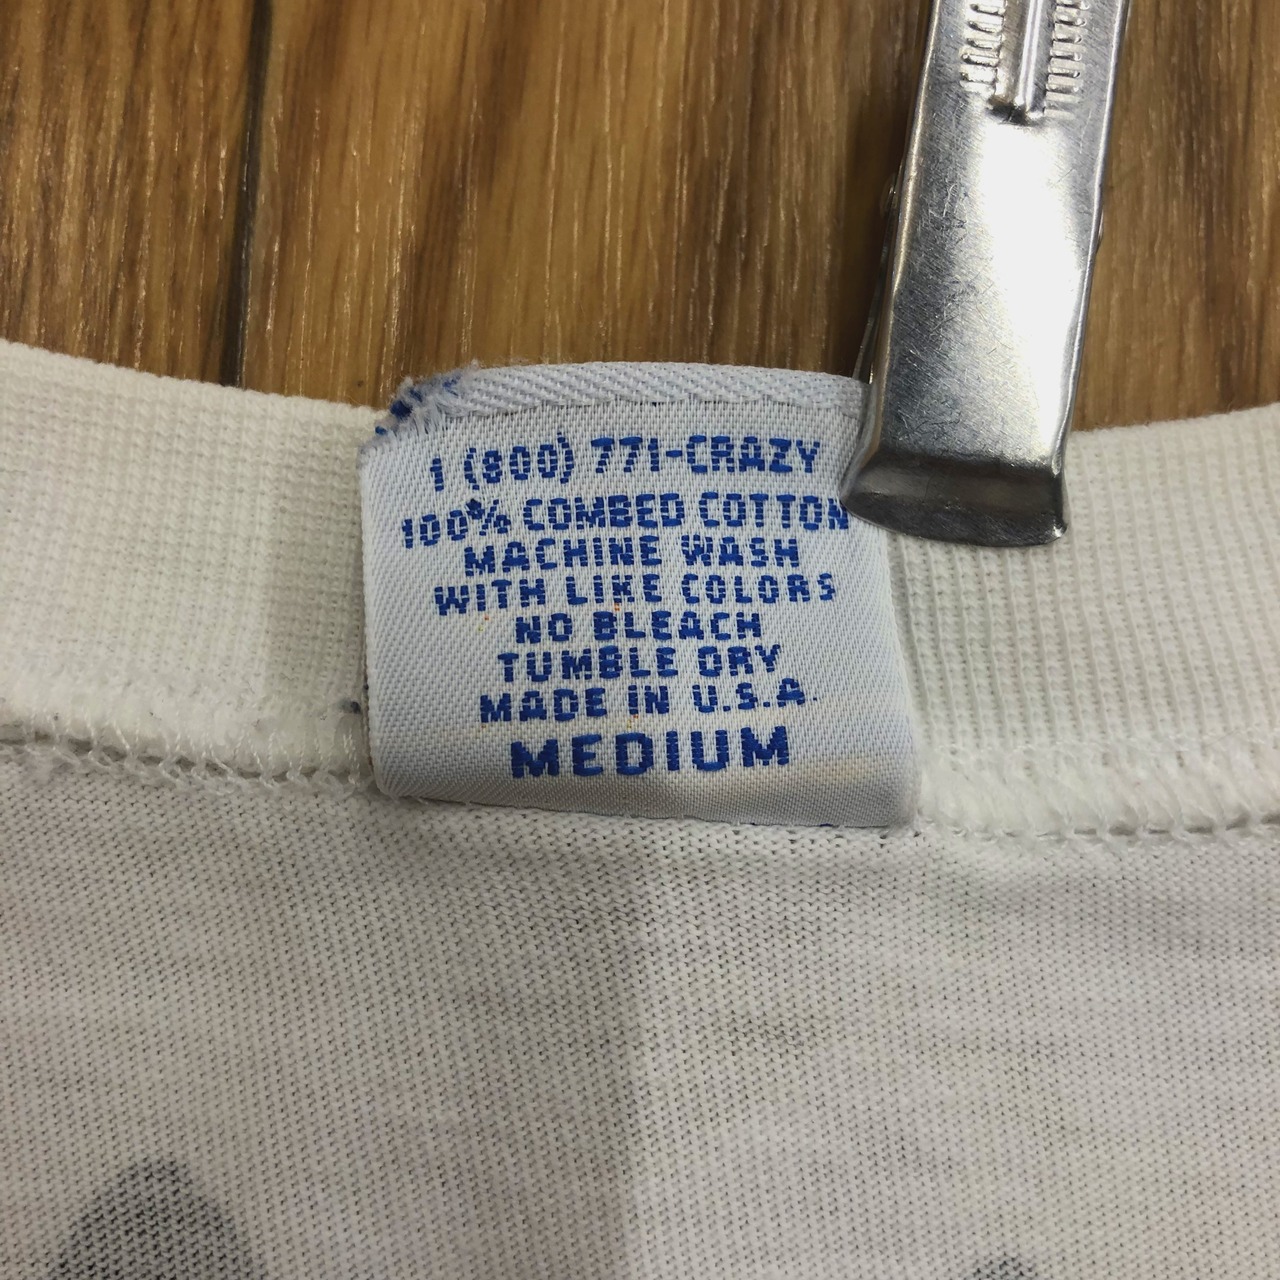 1 (800) 771-CRAZY
100% COMBED COTTON
MACHINE WASH
WITH LIKE COLORS
NO BLEACH
TUMBLE DRY
MADE IN U.S.A.
MEDIUM